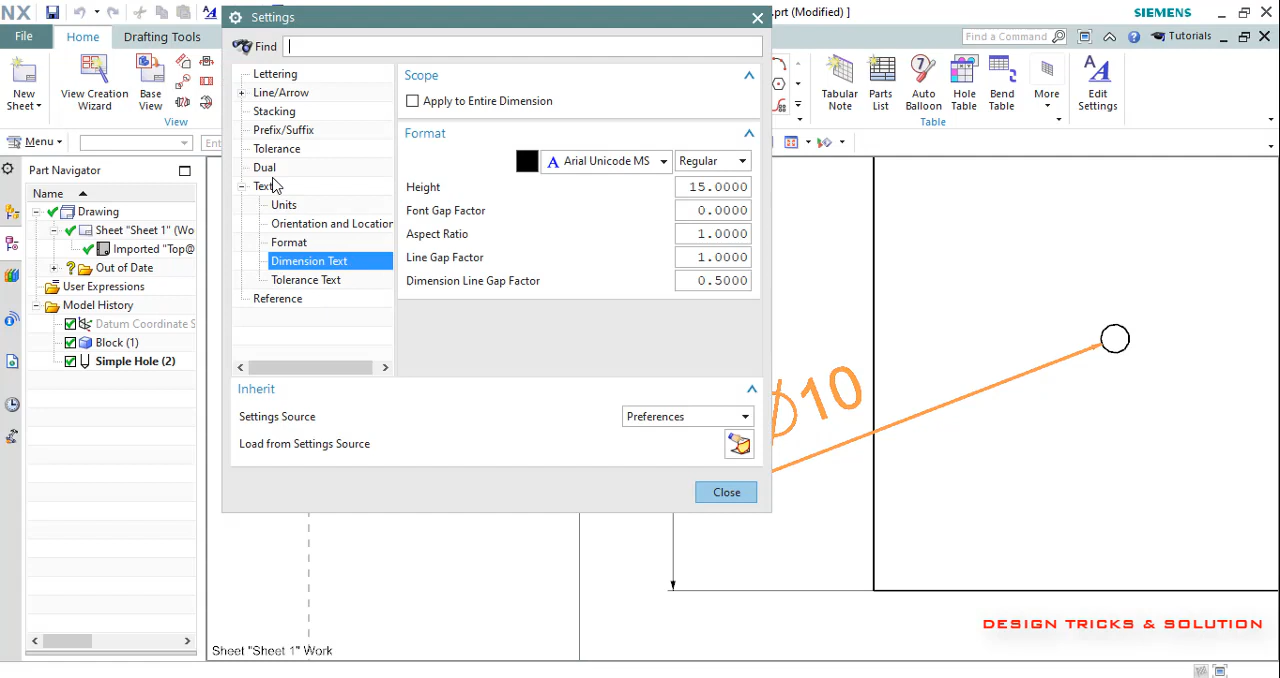 NX
Settings
.prt (Modified) ]
SIEMENS
File
Home
Drafting Tools
Find a Command
Tutorials
New
Sheet
View Creation
Wizard
Base
View
View
Tabular
Note
Parts
List
Auto
Balloon
Hole
Table
Bend
Table
More
Edit
Settings
Table
Menu
Ent
Find
Lettering
Line/Arrow
Stacking
Prefix/Suffix
Tolerance
Dual
Text
Units
Orientation and Location
Format
Dimension Text
Tolerance Text
Reference
Scope
Apply to Entire Dimension
Format
A Arial Unicode MS
Regular
Height 15.0000
Font Gap Factor 0.0000
Aspect Ratio 1.0000
Line Gap Factor 1.0000
Dimension Line Gap Factor 0.5000
Inherit
Settings Source
Preferences
Load from Settings Source
Close
Part Navigator
Name
Drawing
Sheet "Sheet 1" (Wo
Imported "Top@
Out of Date
User Expressions
Model History
Datum Coordinate S
Block (1)
Simple Hole (2)
Ø10
DESIGN TRICKS & SOLUTION
Sheet "Sheet 1" Work